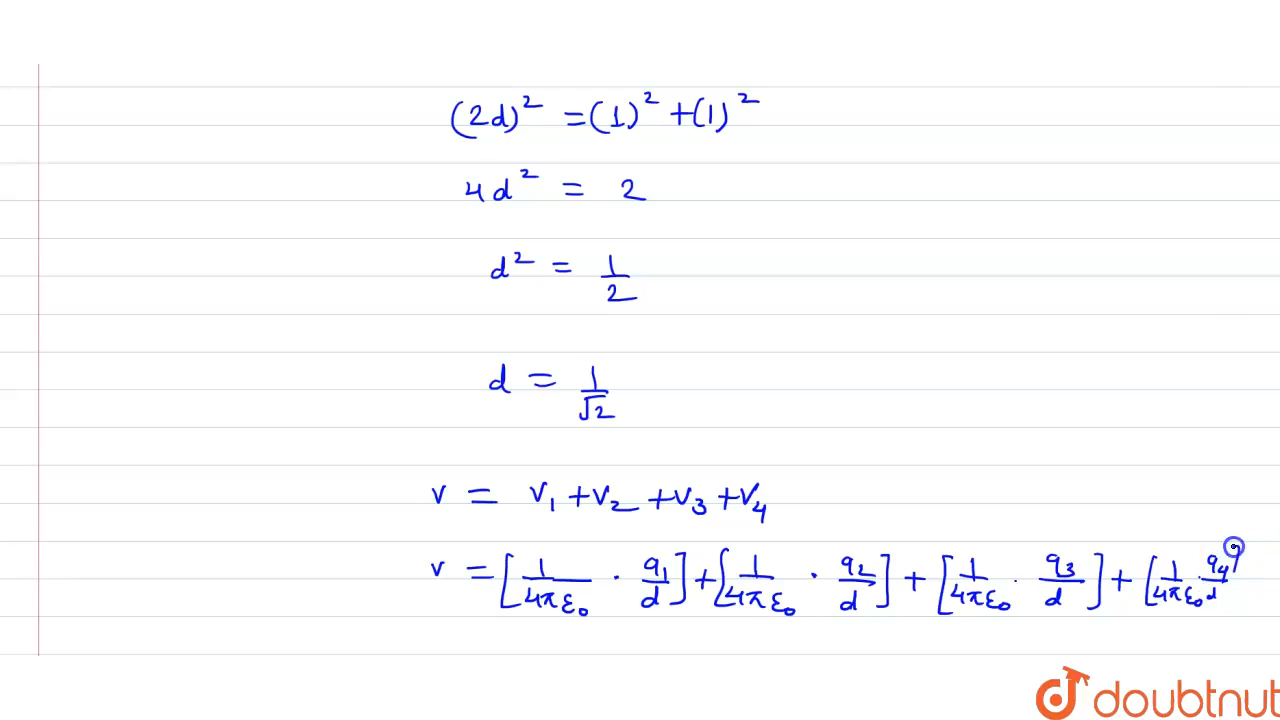 (2d)² = (1)² + (1)²
4d² = 2
d² = 1/2
d = 1/√2
v = v₁ + v₂ + v₃ + v₄
v = [1/4πε₀ · q₁/d] + [1/4πε₀ · q₂/d] + [1/4πε₀ · q₃/d] + [1/4πε₀ · q₄/d]
doubtnut